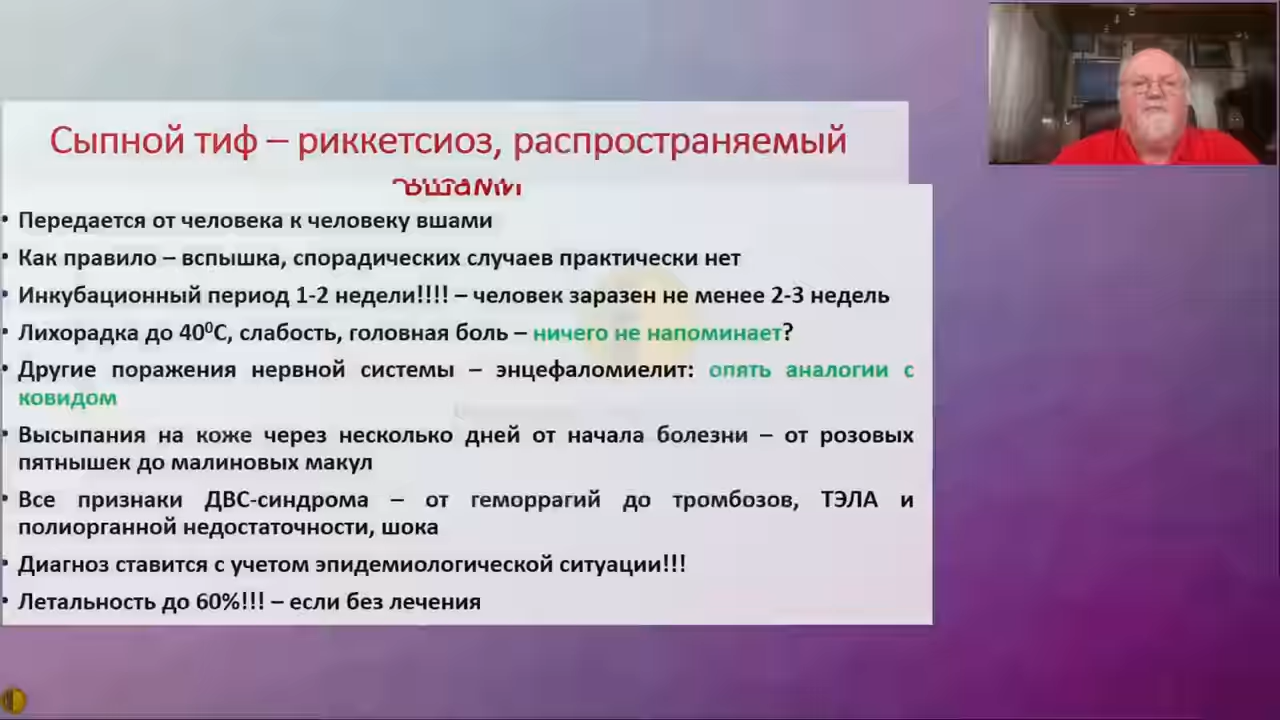 Сыпной тиф – риккетсиоз, распространяемый
вшами
• Передается от человека к человеку вшами
• Как правило – вспышка, спорадических случаев практически нет
• Инкубационный период 1-2 недели!!!! – человек заразен не менее 2-3 недель
• Лихорадка до 40⁰С, слабость, головная боль – ничего не напоминает?
• Другие поражения нервной системы – энцефаломиелит: опять аналогии с
ковидом
• Высыпания на коже через несколько дней от начала болезни – от розовых
пятнышек до малиновых макул
• Все признаки ДВС-синдрома – от геморрагий до тромбозов, ТЭЛА и
полиорганной недостаточности, шока
• Диагноз ставится с учетом эпидемиологической ситуации!!!
• Летальность до 60%!!! – если без лечения